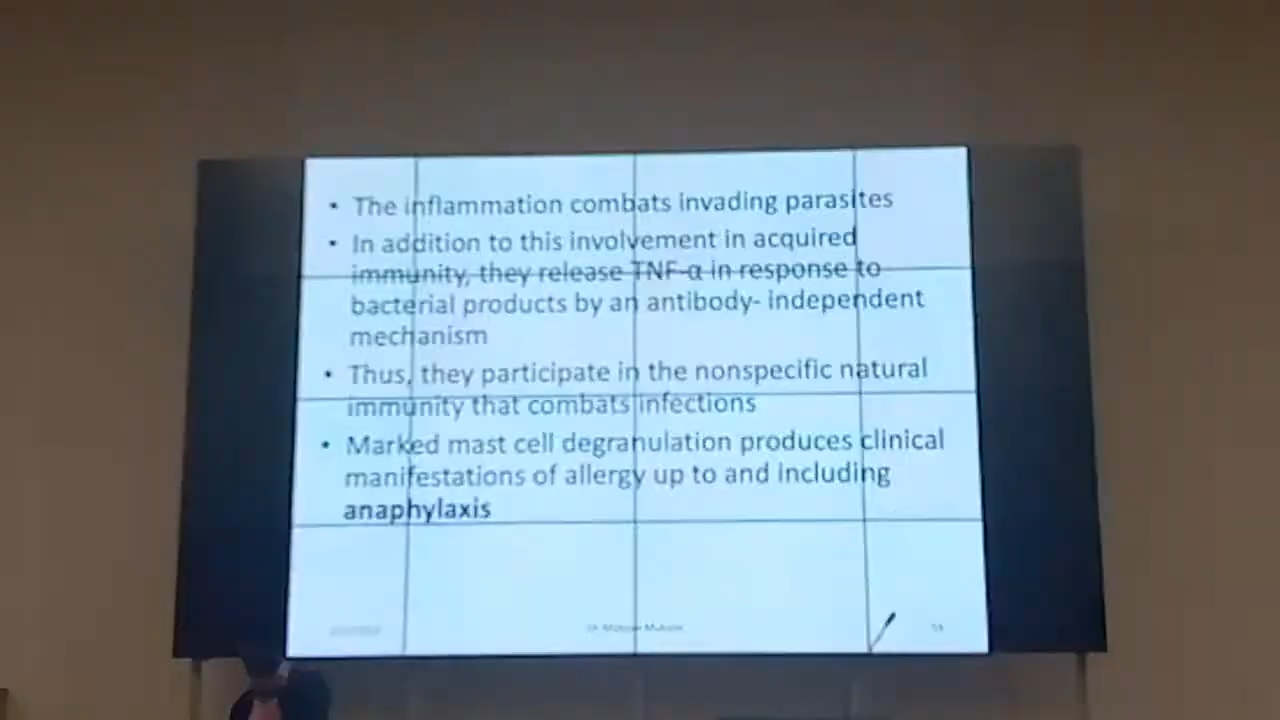 • The inflammation combats invading parasites
• In addition to this involvement in acquired
immunity, they release TNF-α in response to
bacterial products by an antibody- independent
mechanism
• Thus, they participate in the nonspecific natural
immunity that combats infections
• Marked mast cell degranulation produces clinical
manifestations of allergy up to and including
anaphylaxis